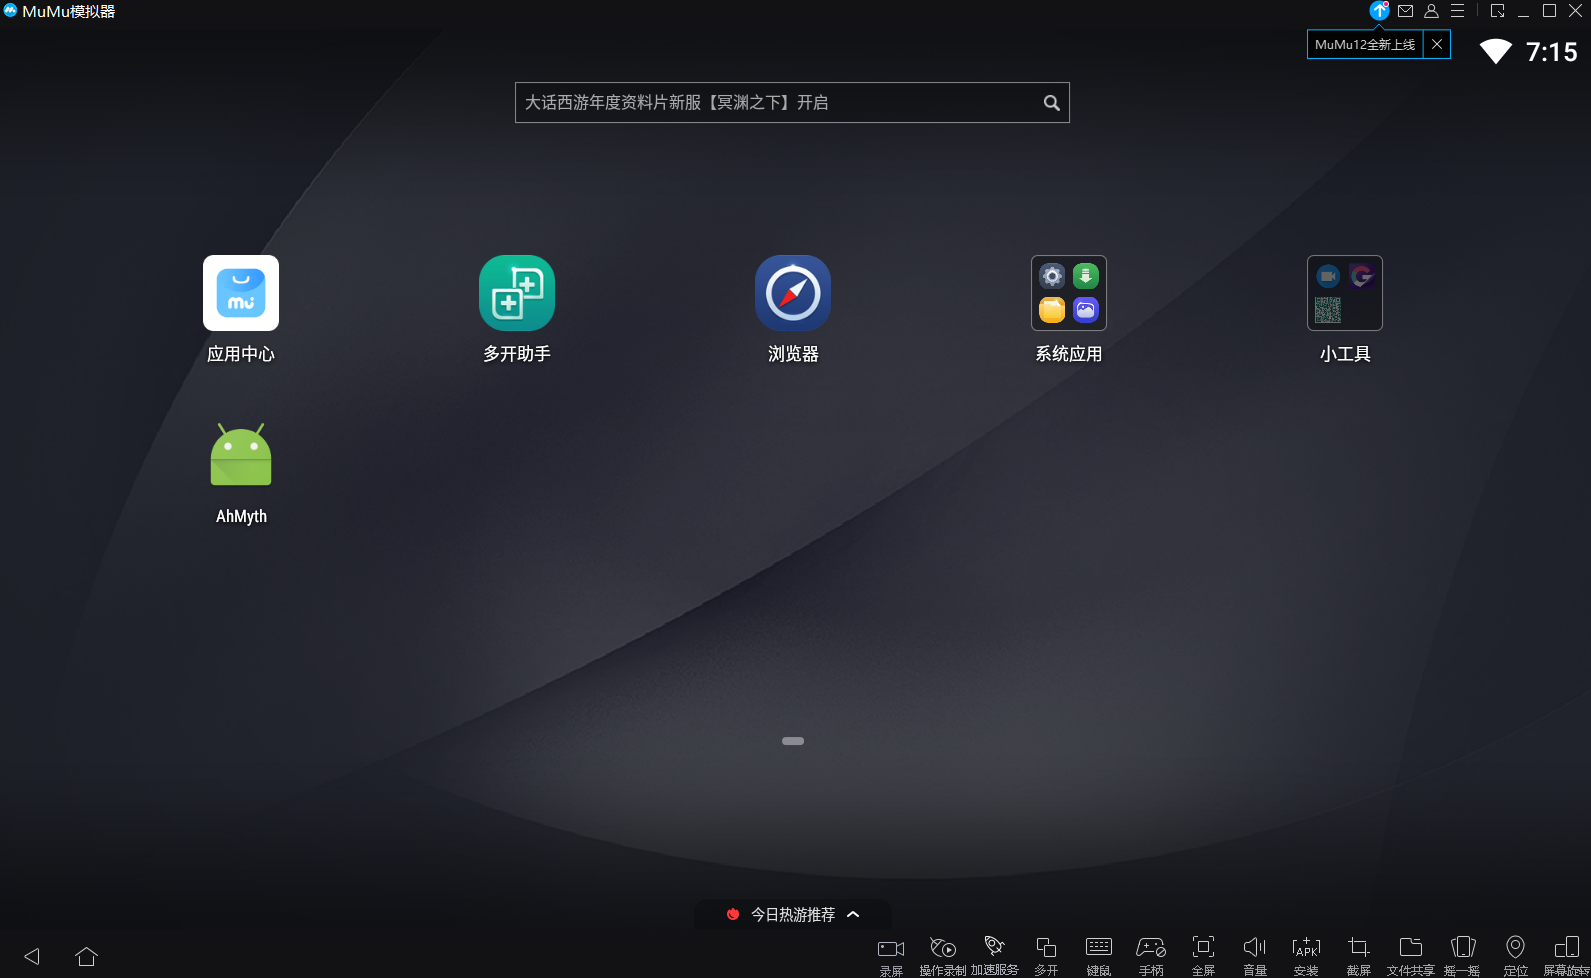 MuMu模拟器
MuMu12全新上线
7:15
大话西游年度资料片新服【冥渊之下】开启
mu
应用中心
多开助手
浏览器
系统应用
小工具
AhMyth
今日热游推荐
APK
录屏
操作录制
加速服务
多开
键鼠
手柄
全屏
音量
安装
截屏
文件共享
摇一摇
定位
屏幕旋转